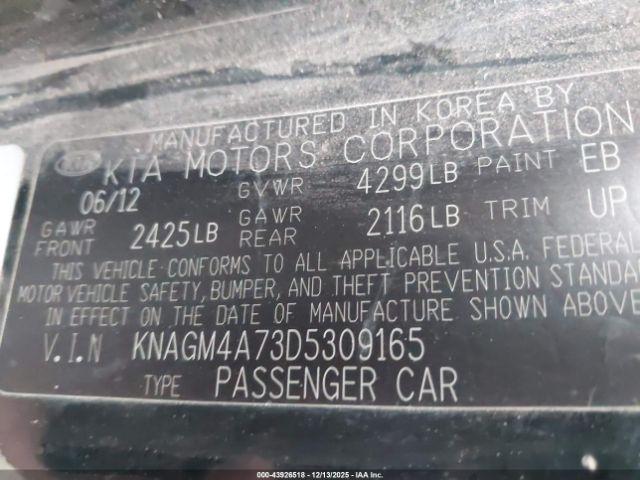 MANUFACTURED IN KOREA BY
KIA KIA MOTORS CORPORATION
06/12 GVWR 4299LB PAINT EB
GAWR FRONT 2425LB GAWR REAR 2116LB TRIM UP
THIS VEHICLE CONFORMS TO ALL APPLICABLE U.S.A. FEDERAL
MOTOR VEHICLE SAFETY, BUMPER, AND THEFT PREVENTION STANDA
IN EFFECT ON THE DATE OF MANUFACTURE SHOWN ABOVE
V.I.N KNAGM4A73D5309165
TYPE PASSENGER CAR
000-43926518 - 12/13/2025 - IAA, Inc.